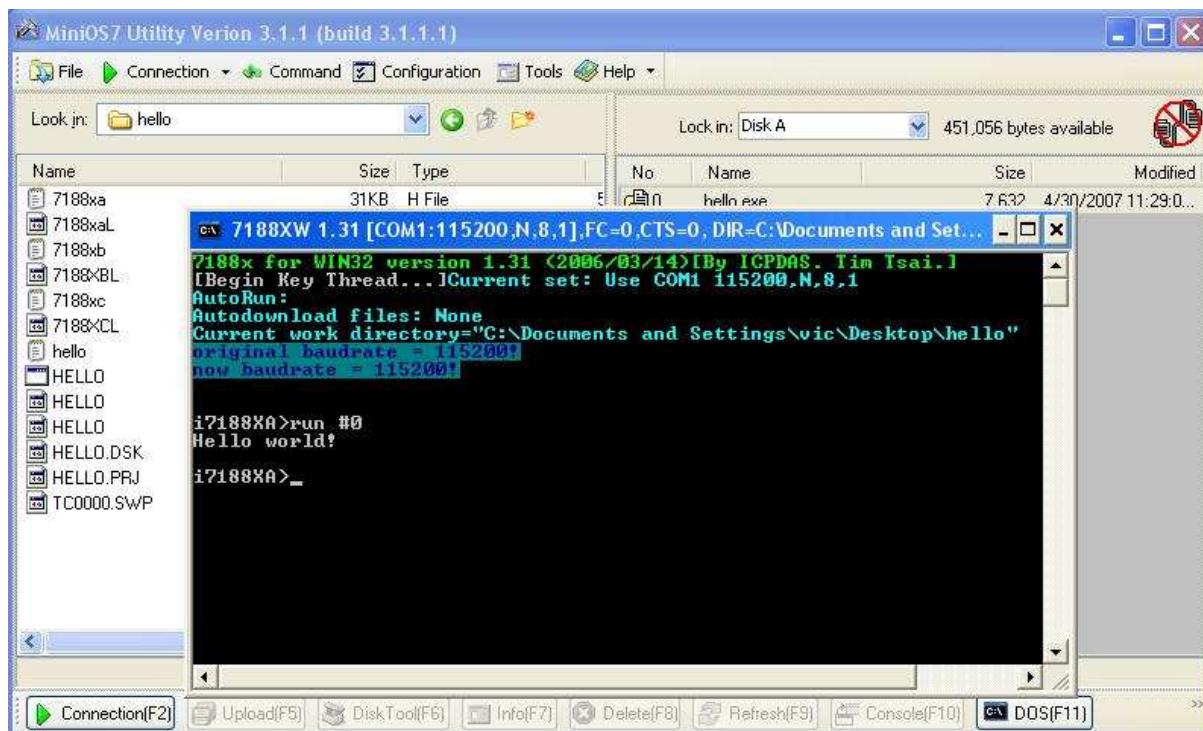 MiniOS7 Utility Verion 3.1.1 (build 3.1.1.1)
File Connection Command Configuration Tools Help
Look in: hello
Lock in: Disk A 451,056 bytes available
Name Size Type
No Name Size Modified
7188xa 31KB H File
0 hello.exe 7,632 4/30/2007 11:29:0...
7188xaL
7188xb
7188XBL
7188xc
7188XCL
hello
HELLO
HELLO
HELLO
HELLO.DSK
HELLO.PRJ
TC0000.SWP
7188XW 1.31 [COM1:115200,N,8,1],FC=0,CTS=0, DIR=C:\Documents and Set...
7188x for WIN32 version 1.31 (2006/03/14)[By ICPDAS. Tim Tsai.]
[Begin Key Thread...]Current set: Use COM1 115200,N,8,1
AutoRun:
Autodownload files: None
Current work directory="C:\Documents and Settings\vic\Desktop\hello"
original baudrate = 115200!
now baudrate = 115200!
i7188XA>run #0
Hello world!
i7188XA>_
Connection(F2) Upload(F5) DiskTool(F6) Info(F7) Delete(F8) Refresh(F9) Console(F10) DOS(F11)